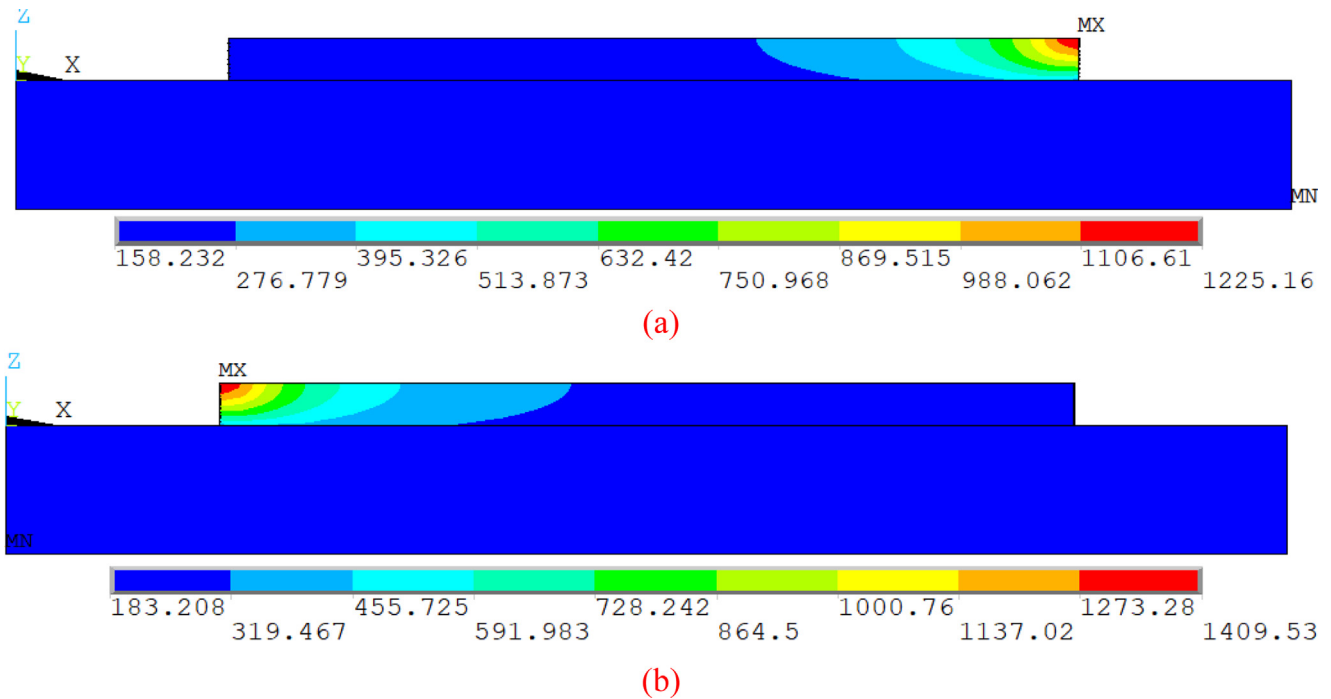 Z
MX
Y X
MN
158.232 395.326 632.42 869.515 1106.61
276.779 513.873 750.968 988.062 1225.16
(a)
Z
MX
Y X
MN
183.208 455.725 728.242 1000.76 1273.28
319.467 591.983 864.5 1137.02 1409.53
(b)